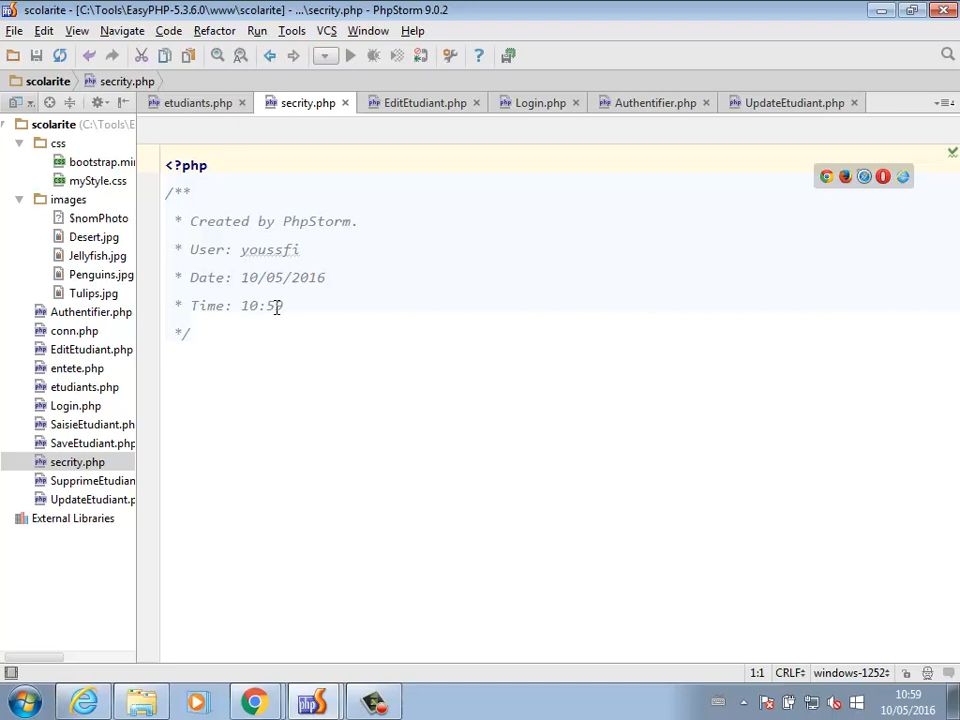 scolarite - [C:\Tools\EasyPHP-5.3.6.0\www\scolarite] - ...\secrity.php - PhpStorm 9.0.2
File Edit View Navigate Code Refactor Run Tools VCS Window Help
scolarite secrity.php
etudiants.php secrity.php EditEtudiant.php Login.php Authentifier.php UpdateEtudiant.php
scolarite (C:\Tools\E
css
bootstrap.mi
myStyle.css
images
$nomPhoto
Desert.jpg
Jellyfish.jpg
Penguins.jpg
Tulips.jpg
Authentifier.php
conn.php
EditEtudiant.php
entete.php
etudiants.php
Login.php
SaisieEtudiant.ph
SaveEtudiant.php
secrity.php
SupprimeEtudian
UpdateEtudiant.p
External Libraries
<?php
/**
* Created by PhpStorm.
* User: youssfi
* Date: 10/05/2016
* Time: 10:59
*/
1:1 CRLF windows-1252
10:59
10/05/2016